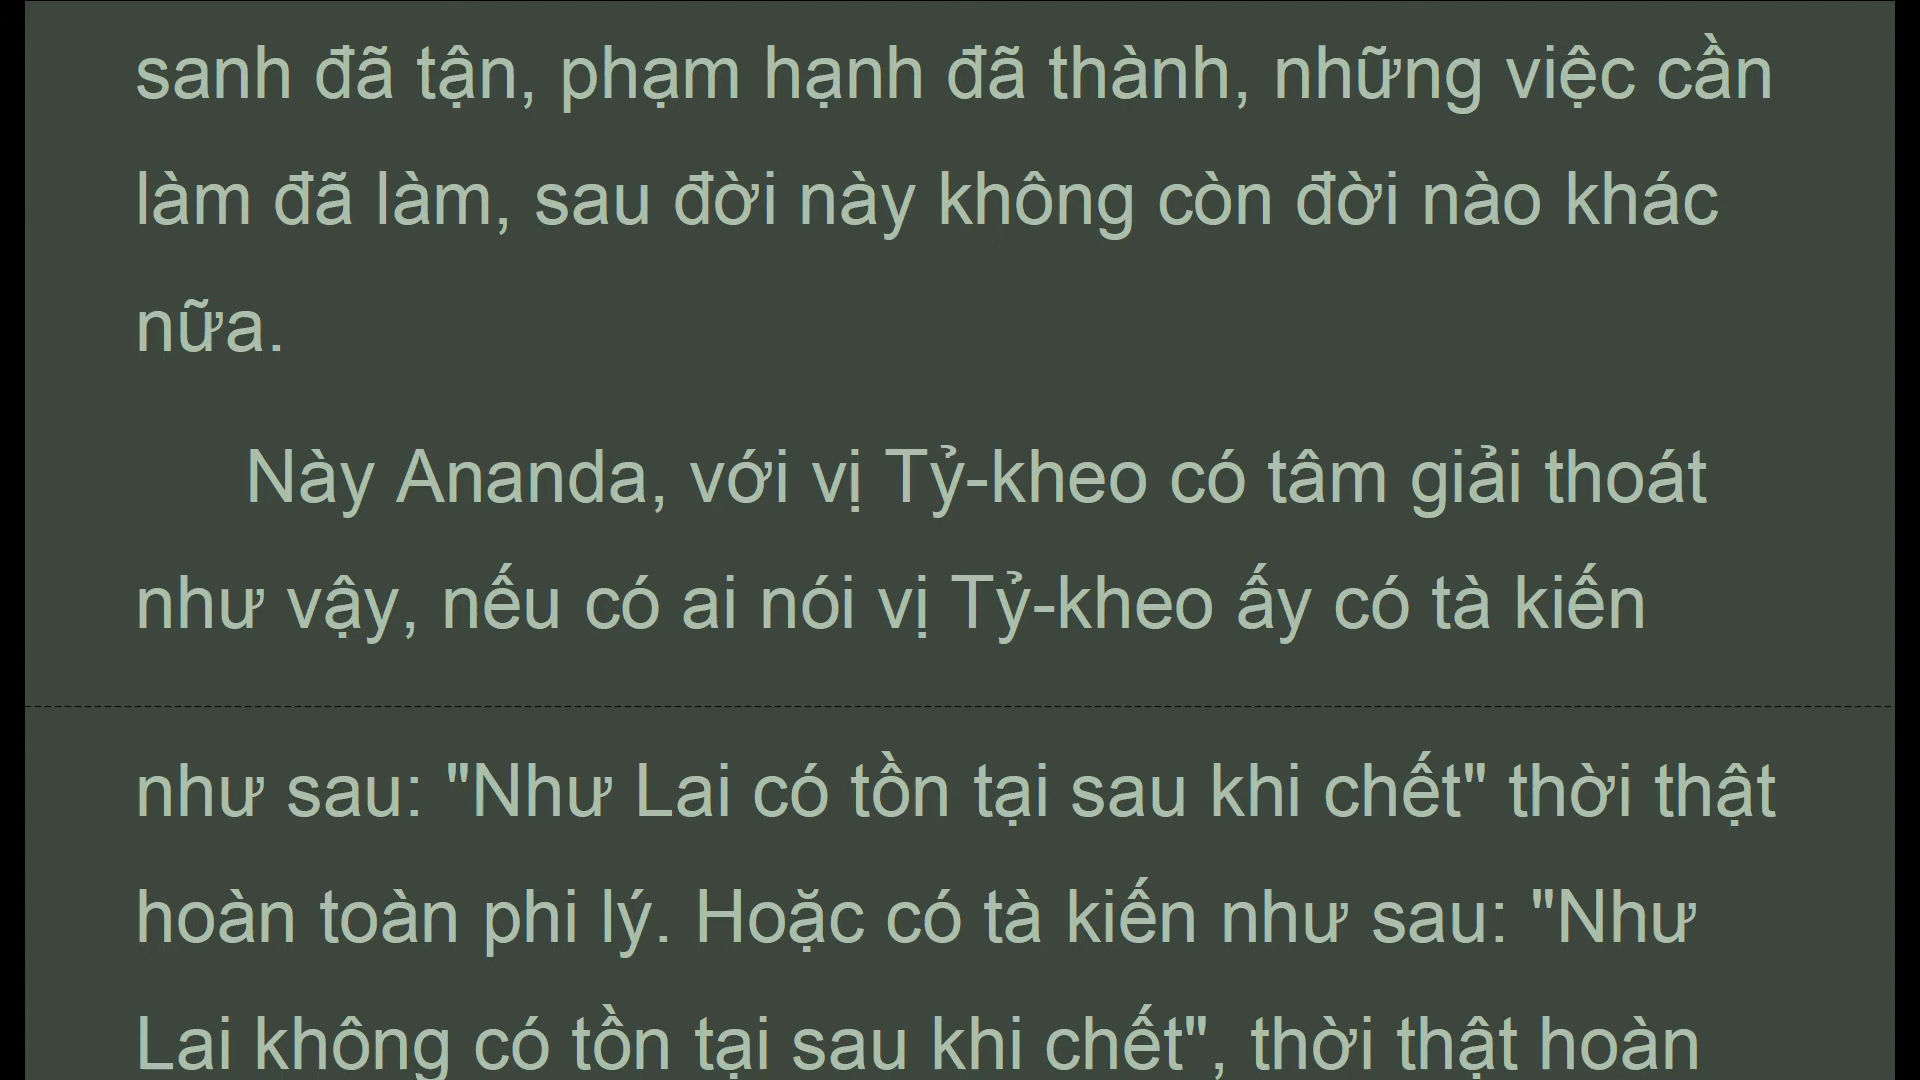 sanh đã tận, phạm hạnh đã thành, những việc cần
làm đã làm, sau đời này không còn đời nào khác
nữa.
Này Ananda, với vị Tỷ-kheo có tâm giải thoát
như vậy, nếu có ai nói vị Tỷ-kheo ấy có tà kiến
như sau: "Như Lai có tồn tại sau khi chết" thời thật
hoàn toàn phi lý. Hoặc có tà kiến như sau: "Như
Lai không có tồn tại sau khi chết", thời thật hoàn